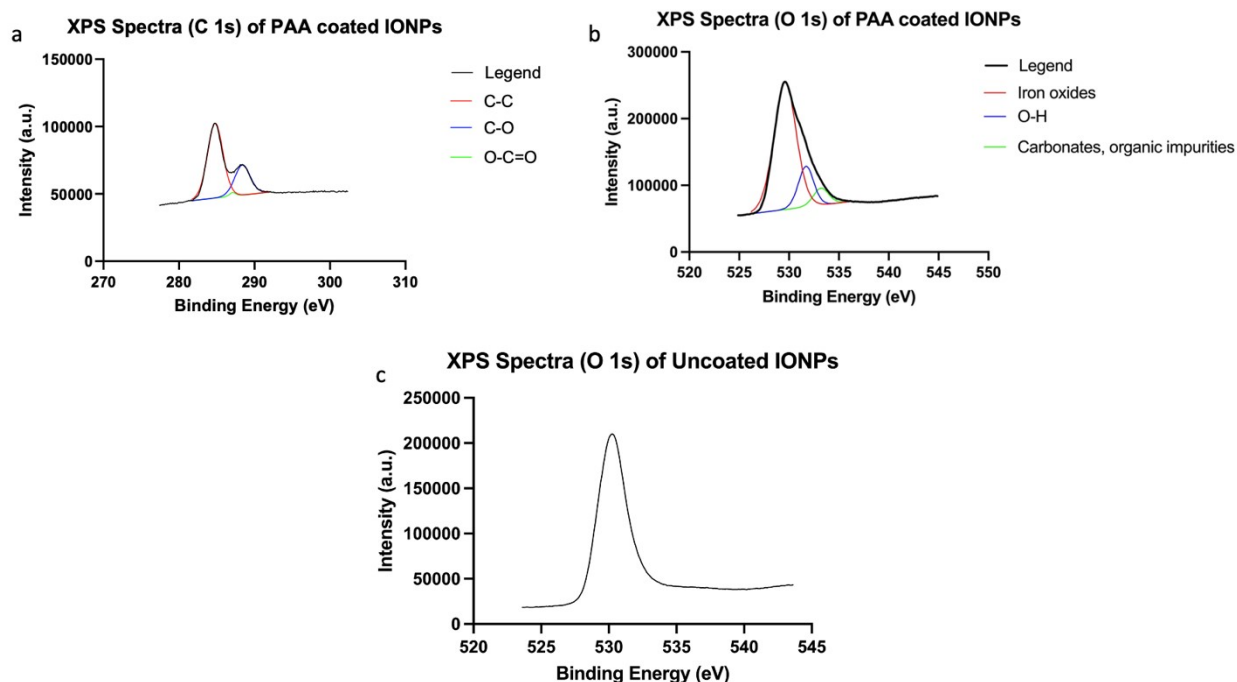 a
XPS Spectra (C 1s) of PAA coated IONPs
150000
100000
50000
0
Intensity (a.u.)
270
280
290
300
310
Binding Energy (eV)
Legend
C-C
C-O
O-C=O
b
XPS Spectra (O 1s) of PAA coated IONPs
300000
200000
100000
0
Intensity (a.u.)
520
525
530
535
540
545
550
Binding Energy (eV)
Legend
Iron oxides
O-H
Carbonates, organic impurities
c
XPS Spectra (O 1s) of Uncoated IONPs
250000
200000
150000
100000
50000
0
Intensity (a.u.)
520
525
530
535
540
545
Binding Energy (eV)